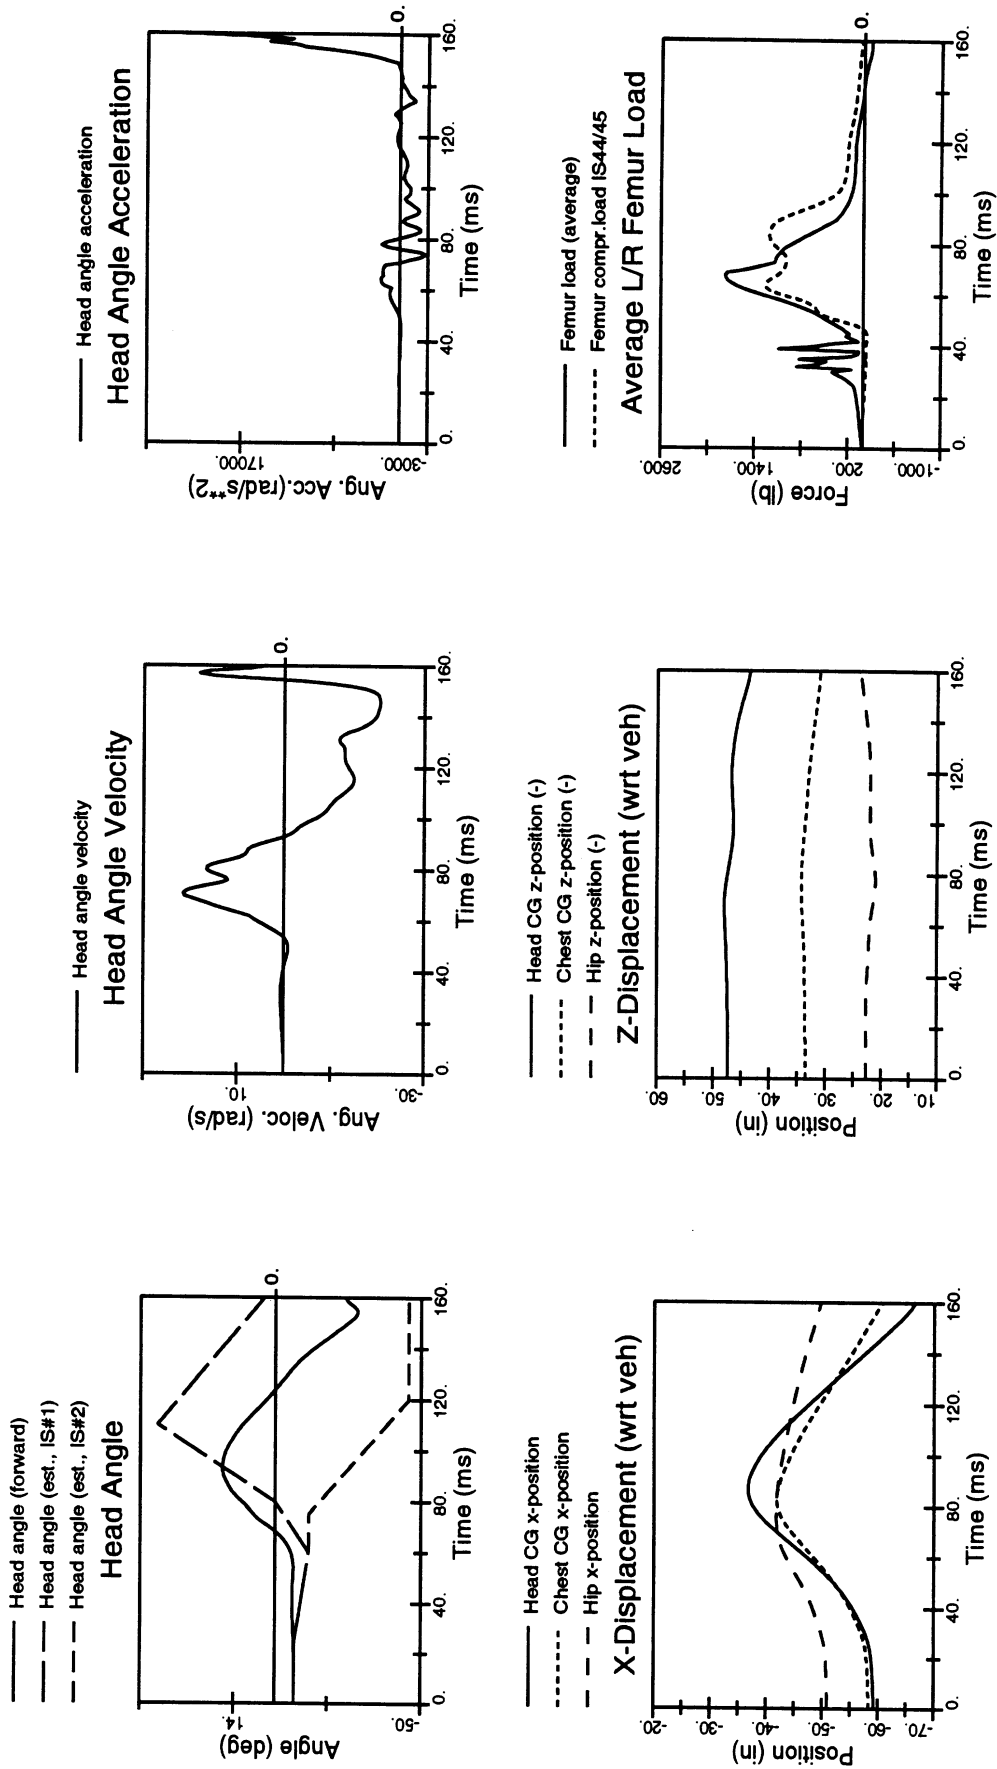 Head angle (forward)
Head angle (est., IS#1)
Head angle (est., IS#2)
Head Angle
Angle (deg)
14.
-50.
0.
0.
40.
80.
120.
160.
Time (ms)
Head angle velocity
Head Angle Velocity
Ang. Veloc. (rad/s)
10.
-30.
0.
0.
40.
80.
120.
160.
Time (ms)
Head angle acceleration
Head Angle Acceleration
Ang. Acc.(rad/s**2)
17000.
-3000.
0.
0.
40.
80.
120.
160.
Time (ms)
Head CG x-position
Chest CG x-position
Hip x-position
X-Displacement (wrt veh)
Position (in)
-20.
-30.
-40.
-50.
-60.
-70.
0.
40.
80.
120.
160.
Time (ms)
Head CG z-position (-)
Chest CG z-position (-)
Hip z-position (-)
Z-Displacement (wrt veh)
Position (in)
60.
50.
40.
30.
20.
10.
0.
40.
80.
120.
160.
Time (ms)
Femur load (average)
Femur compr.load IS44/45
Average L/R Femur Load
Force (lb)
2600.
1400.
200.
-1000.
0.
0.
40.
80.
120.
160.
Time (ms)